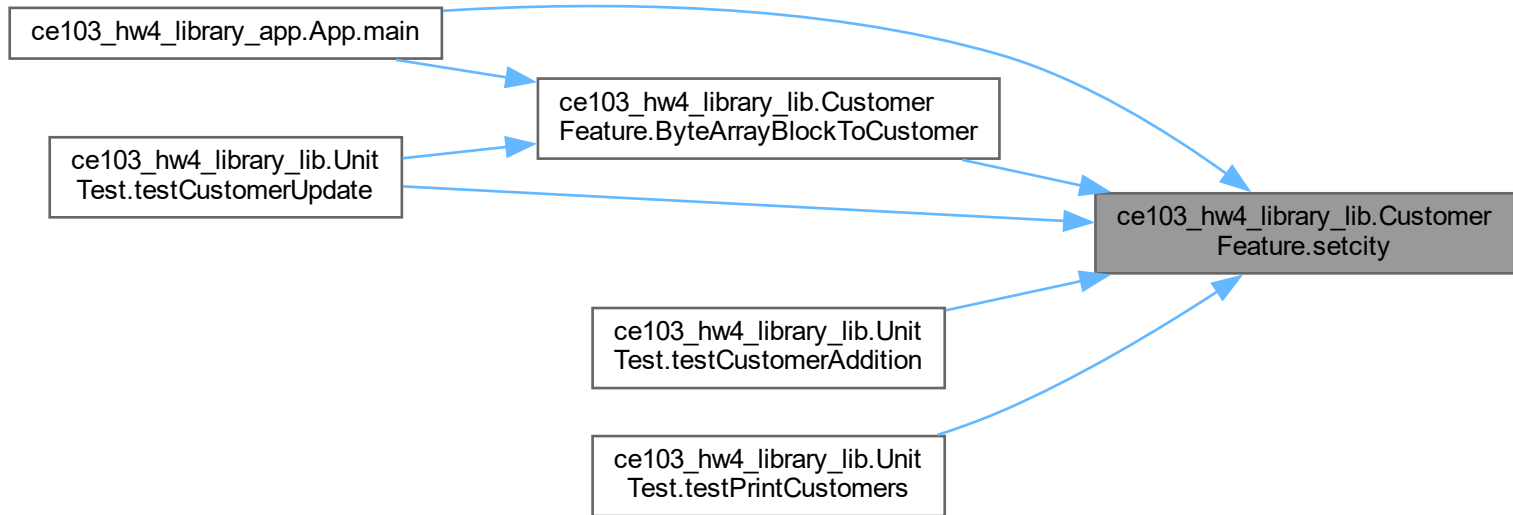 ce103_hw4_library_app.App.main
ce103_hw4_library_lib.Customer
Feature.ByteArrayBlockToCustomer
ce103_hw4_library_lib.Unit
Test.testCustomerUpdate
ce103_hw4_library_lib.Customer
Feature.setcity
ce103_hw4_library_lib.Unit
Test.testCustomerAddition
ce103_hw4_library_lib.Unit
Test.testPrintCustomers